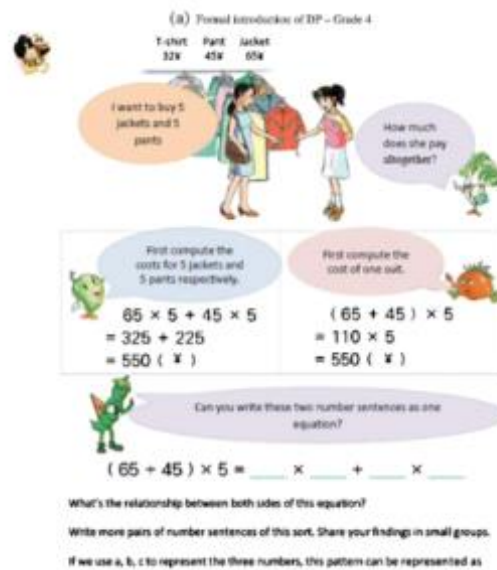 (a) Formal introduction of DP – Grade 4
T-shirt Pant Jacket
32¥ 45¥ 65¥
I want to buy 5
jackets and 5
pants
How much
does she pay
altogether?
First compute the
costs for 5 jackets and
5 pants respectively.
65 × 5 + 45 × 5
= 325 + 225
= 550 ( ¥ )
First compute the
cost of one suit.
( 65 + 45 ) × 5
= 110 × 5
= 550 ( ¥ )
Can you write these two number sentences as one
equation?
( 65 + 45 ) × 5 = ____ × ____ + ____ × ____
What's the relationship between both sides of this equation?
Write more pairs of number sentences of this sort. Share your findings in small groups.
If we use a, b, c to represent the three numbers, this pattern can be represented as